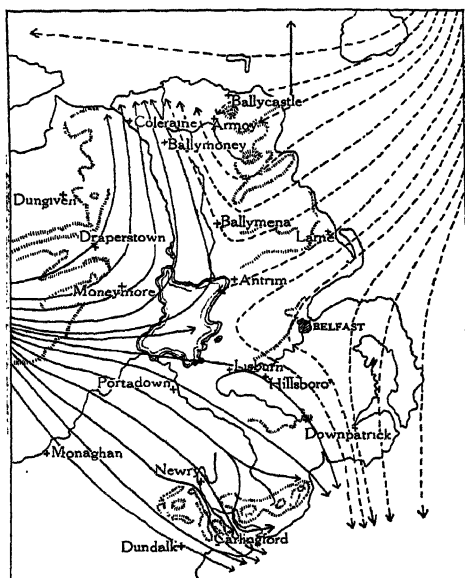 Ballycastle
Coleraine
Armoy
Ballymoney
Dungiven
Ballymena
Draperstown
Larne
Antrim
Moneymore
BELFAST
Lisburn
Portadown
Hillsboro'
Downpatrick
Monaghan
Newry
Carlingford
Dundalk